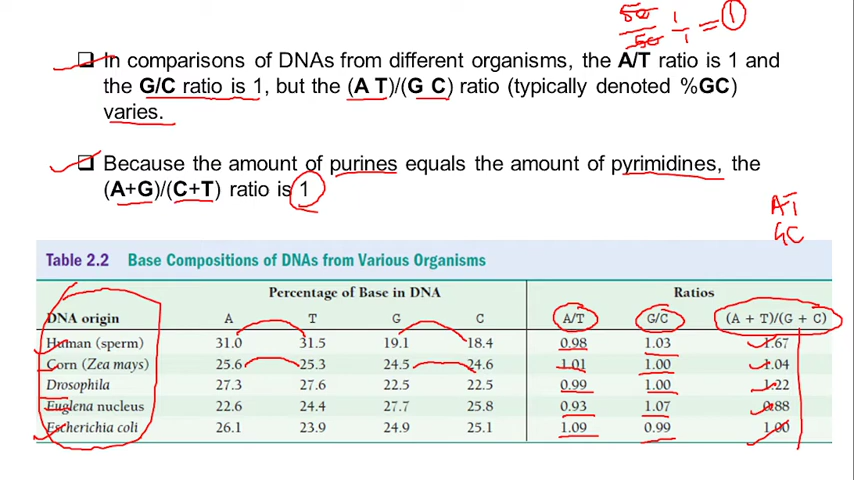 50 1
— — = 1
50 1
In comparisons of DNAs from different organisms, the A/T ratio is 1 and
the G/C ratio is 1, but the (A T)/(G C) ratio (typically denoted %GC)
varies.
Because the amount of purines equals the amount of pyrimidines, the
(A+G)/(C+T) ratio is 1
AT
GC
Table 2.2 Base Compositions of DNAs from Various Organisms
Percentage of Base in DNA Ratios
DNA origin A T G C A/T G/C (A + T)/(G + C)
Human (sperm) 31.0 31.5 19.1 18.4 0.98 1.03 1.67
Corn (Zea mays) 25.6 25.3 24.5 24.6 1.01 1.00 1.04
Drosophila 27.3 27.6 22.5 22.5 0.99 1.00 1.22
Euglena nucleus 22.6 24.4 27.7 25.8 0.93 1.07 0.88
Escherichia coli 26.1 23.9 24.9 25.1 1.09 0.99 1.00